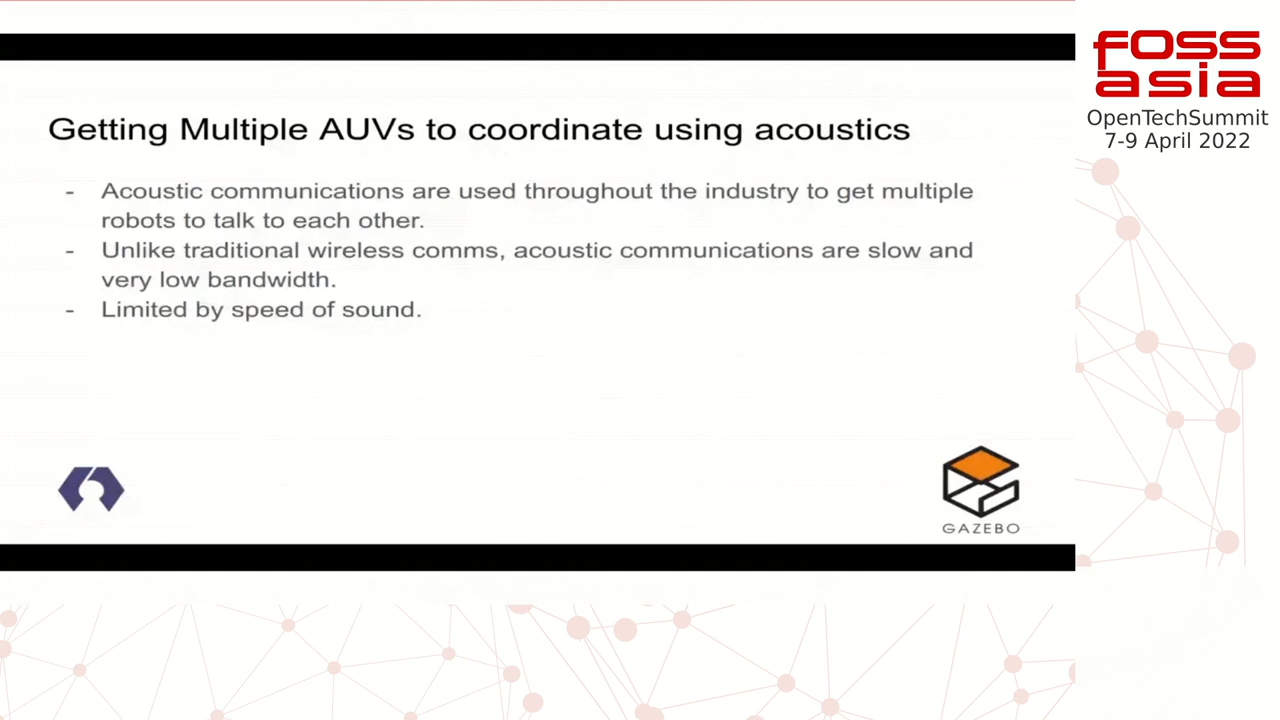 Getting Multiple AUVs to coordinate using acoustics
- Acoustic communications are used throughout the industry to get multiple
robots to talk to each other.
- Unlike traditional wireless comms, acoustic communications are slow and
very low bandwidth.
- Limited by speed of sound.
GAZEBO
foss
asia
OpenTechSummit
7-9 April 2022